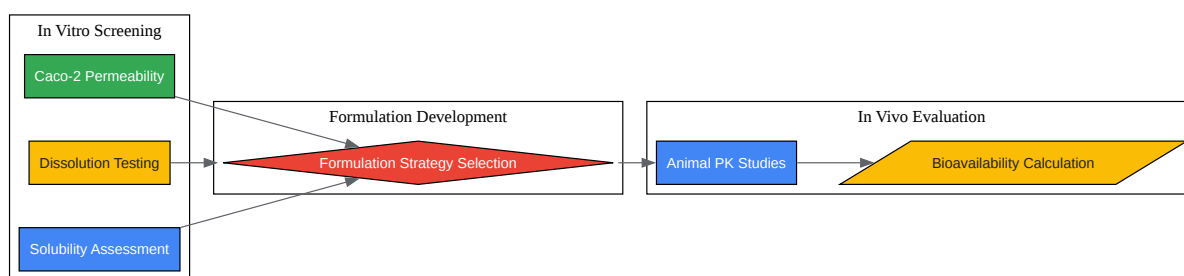 In Vitro Screening
Caco-2 Permeability
Dissolution Testing
Solubility Assessment
Formulation Development
Formulation Strategy Selection
In Vivo Evaluation
Animal PK Studies
Bioavailability Calculation